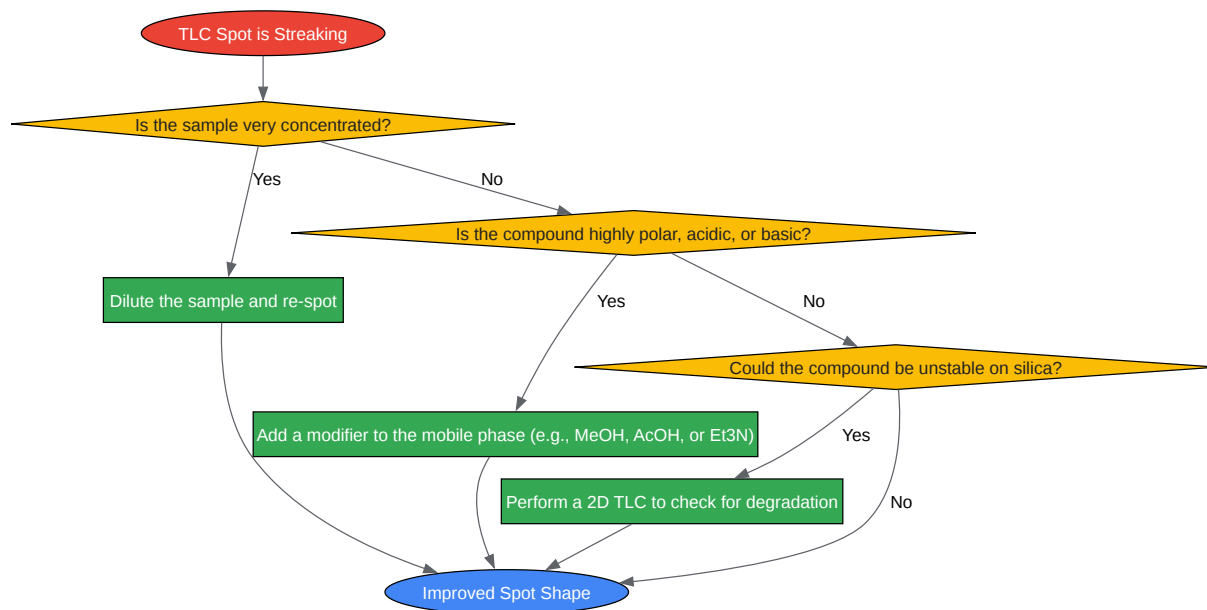 TLC Spot is Streaking
Is the sample very concentrated?
Yes
No
Is the compound highly polar, acidic, or basic?
Dilute the sample and re-spot
Yes
No
Could the compound be unstable on silica?
Add a modifier to the mobile phase (e.g., MeOH, AcOH, or Et3N)
Yes
Perform a 2D TLC to check for degradation
No
Improved Spot Shape